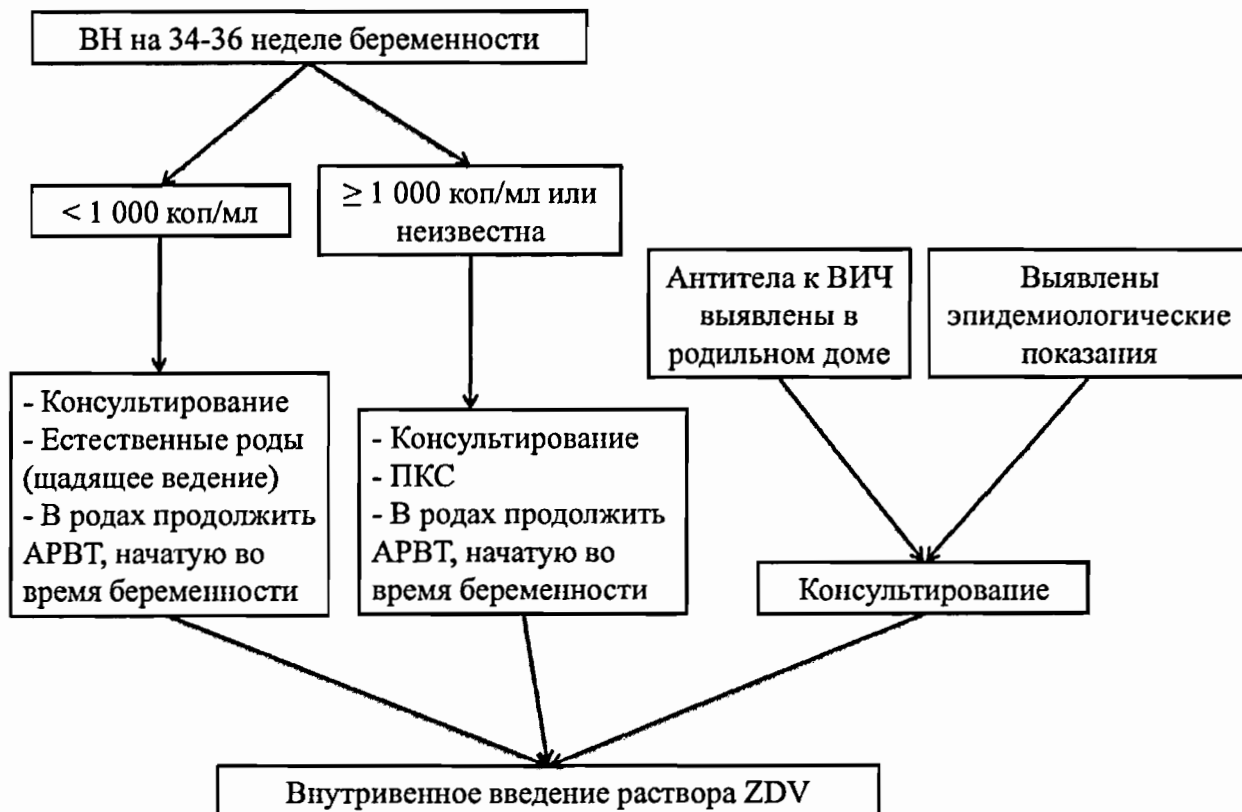 ВН на 34-36 неделе беременности
< 1 000 коп/мл
≥ 1 000 коп/мл или
неизвестна
Антитела к ВИЧ
выявлены в
родильном доме
Выявлены
эпидемиологические
показания
- Консультирование
- Естественные роды
(щадящее ведение)
- В родах продолжить
АРВТ, начатую во
время беременности
- Консультирование
- ПКС
- В родах продолжить
АРВТ, начатую во
время беременности
Консультирование
Внутривенное введение раствора ZDV